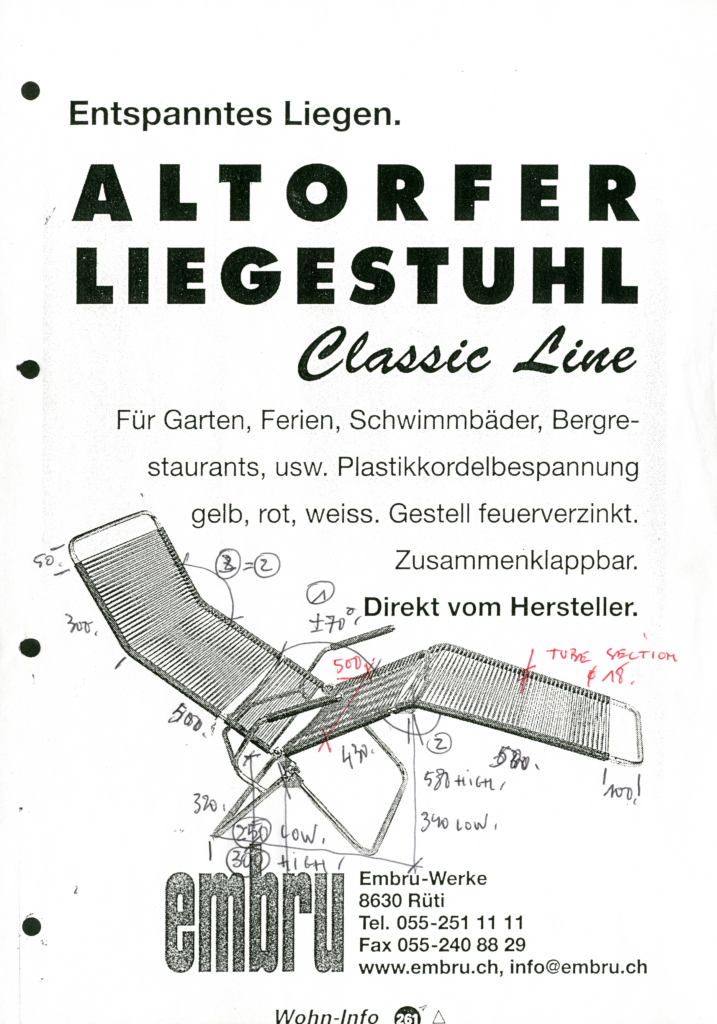 Entspanntes Liegen.
ALTORFER
LIEGESTUHL
Classic Line
Für Garten, Ferien, Schwimmbäder, Bergre-
staurants, usw. Plastikkordelbespannung
gelb, rot, weiss. Gestell feuerverzinkt.
Zusammenklappbar.
Direkt vom Hersteller.
50.
= 2
1
±70°
300.
500
TUBE SECTION
ø 18.
500.
430.
2
580 HIGH
340 LOW.
100
320.
250 LOW.
300 HIGH
embru
Embru-Werke
8630 Rüti
Tel. 055-251 11 11
Fax 055-240 88 29
www.embru.ch, info@embru.ch
Wohn-Info 261